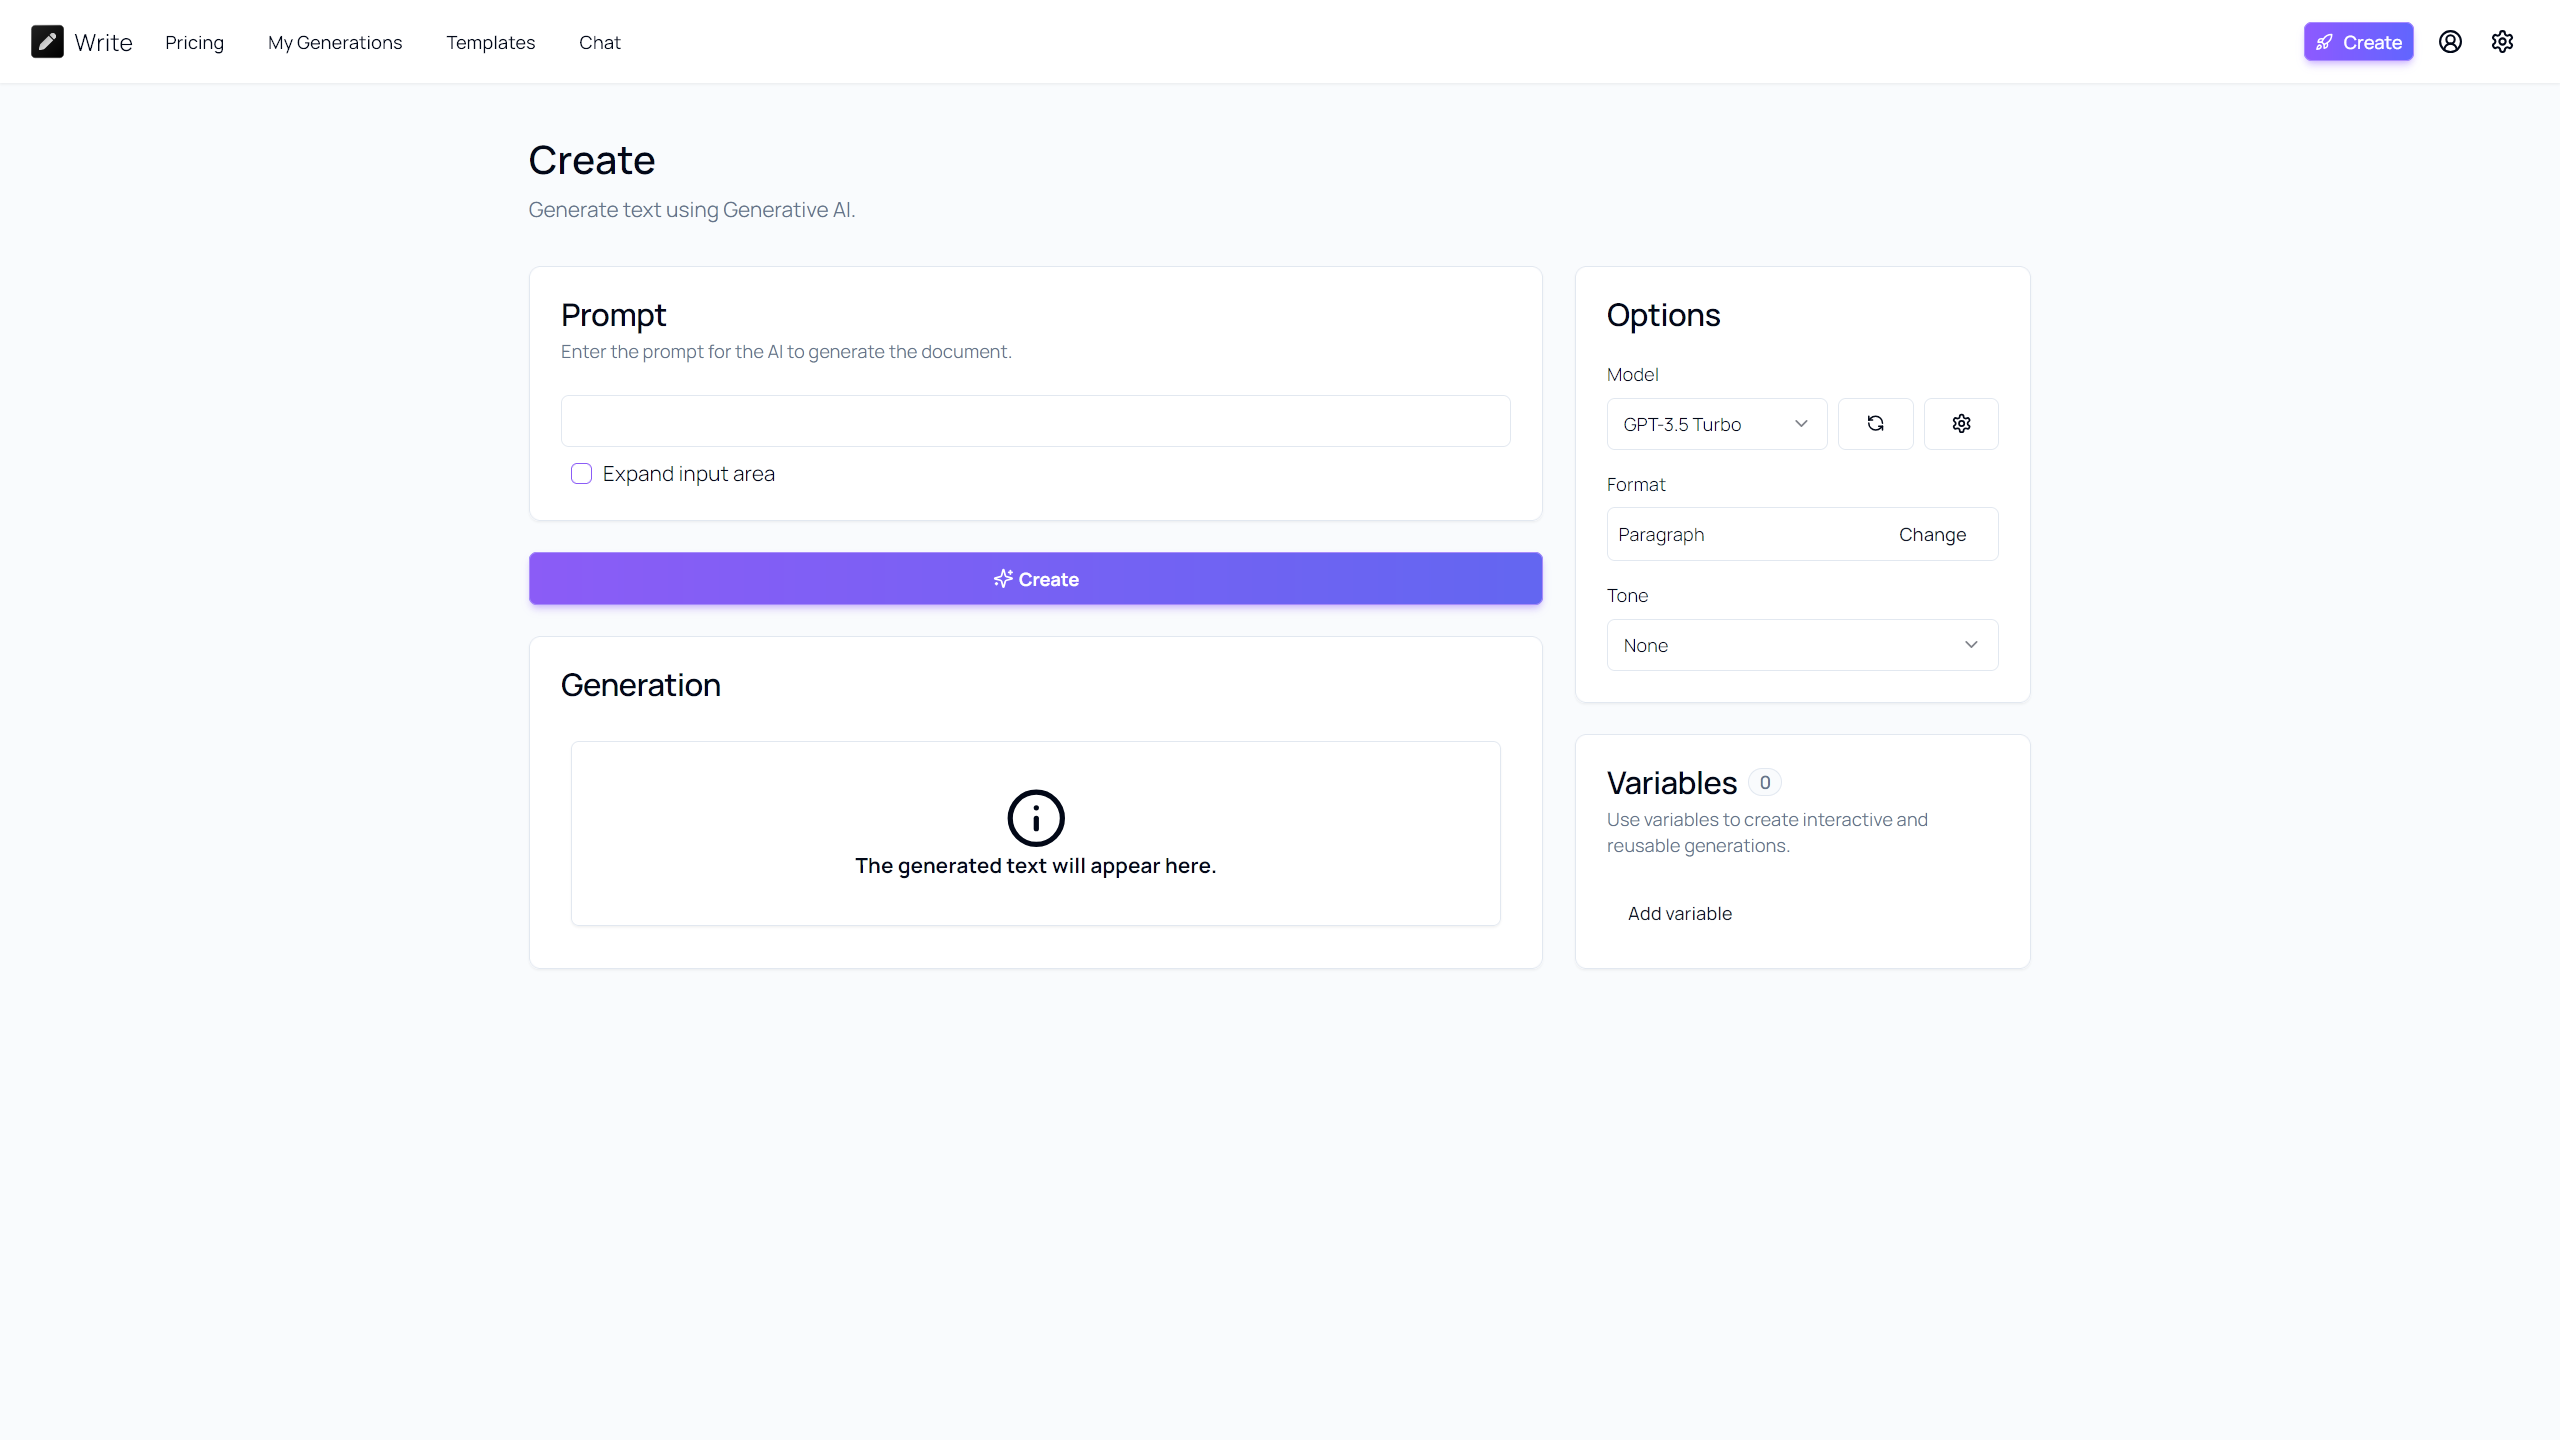 Write
Pricing
My Generations
Templates
Chat
Create
Create
Generate text using Generative AI.
Prompt
Enter the prompt for the AI to generate the document.
Expand input area
Create
Generation
The generated text will appear here.
Options
Model
GPT-3.5 Turbo
Format
Paragraph
Change
Tone
None
Variables 0
Use variables to create interactive and
reusable generations.
Add variable